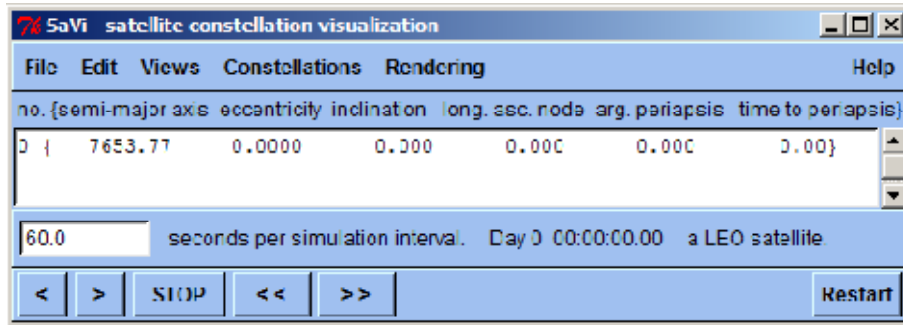 SaVi satellite constellation visualization
File Edit Views Constellations Rendering Help
no. {semi-major axis eccentricity inclination long. asc. node arg. periapsis time to periapsis}
0 { 7653.77 0.0000 0.000 0.000 0.000 0.00}
60.0 seconds per simulation interval. Day 0 00:00:00.00 a LEO satellite.
< > STOP << >> Restart